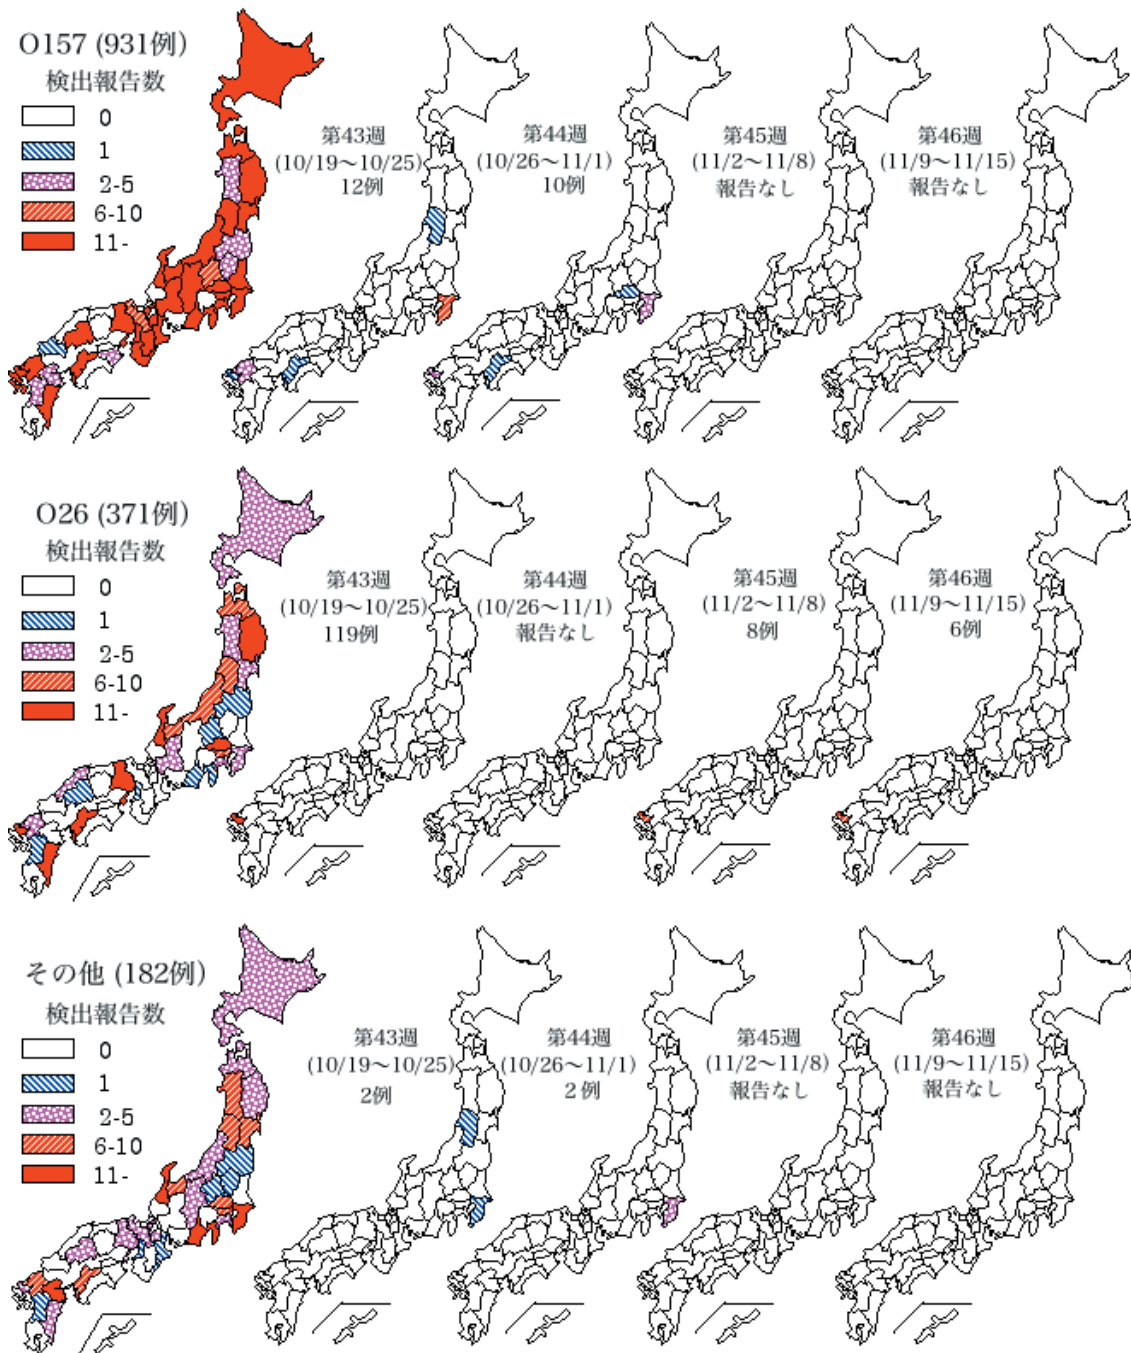 O157 (931例)
検出報告数
0
1
2-5
6-10
11-
第43週
(10/19～10/25)
12例
第44週
(10/26～11/1)
10例
第45週
(11/2～11/8)
報告なし
第46週
(11/9～11/15)
報告なし
O26 (371例)
検出報告数
0
1
2-5
6-10
11-
第43週
(10/19～10/25)
119例
第44週
(10/26～11/1)
報告なし
第45週
(11/2～11/8)
8例
第46週
(11/9～11/15)
6例
その他 (182例)
検出報告数
0
1
2-5
6-10
11-
第43週
(10/19～10/25)
2例
第44週
(10/26～11/1)
2例
第45週
(11/2～11/8)
報告なし
第46週
(11/9～11/15)
報告なし